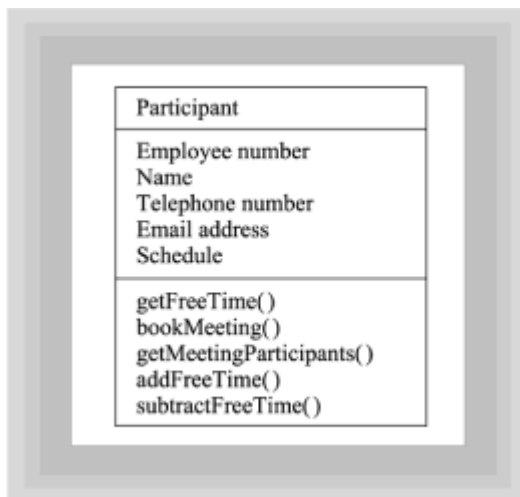 Participant
Employee number
Name
Telephone number
Email address
Schedule
getFreeTime()
bookMeeting()
getMeetingParticipants()
addFreeTime()
subtractFreeTime()